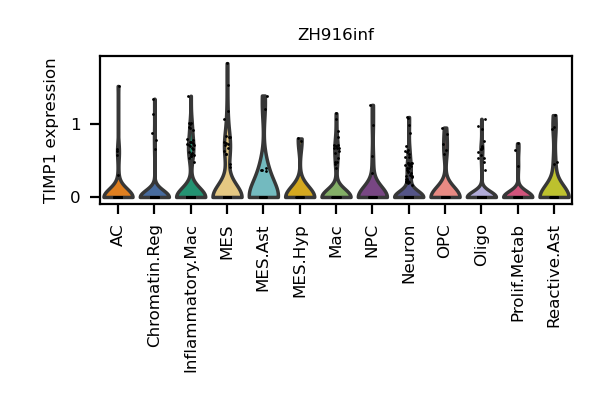 ZH916inf
TIMP1 expression
1
0
AC
Chromatin.Reg
Inflammatory.Mac
MES
MES.Ast
MES.Hyp
Mac
NPC
Neuron
OPC
Oligo
Prolif.Metab
Reactive.Ast